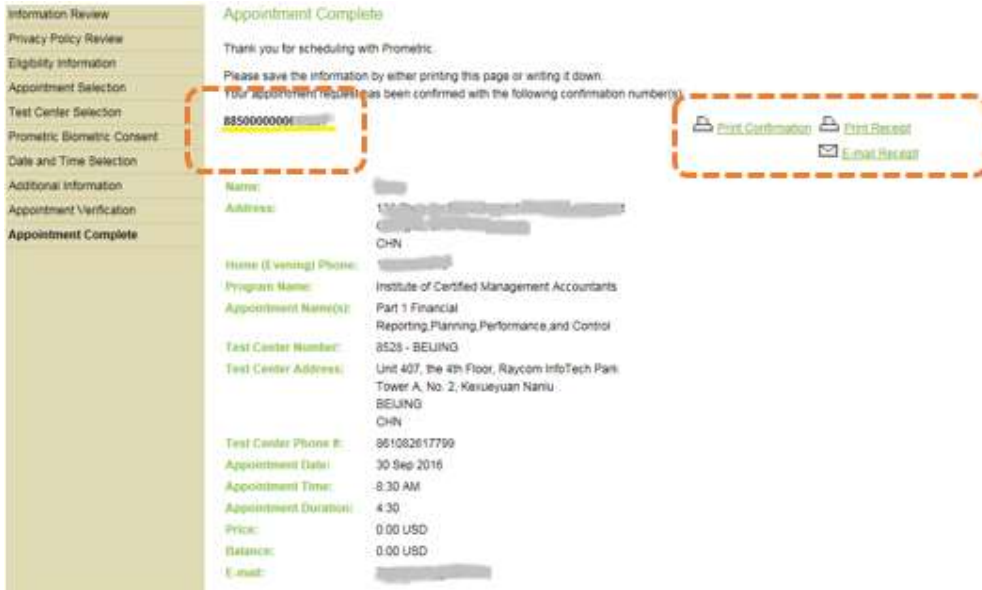 Information Review
Privacy Policy Review
Eligibility Information
Appointment Selection
Test Center Selection
Prometric Biometric Consent
Date and Time Selection
Additional Information
Appointment Verification
Appointment Complete
Appointment Complete
Thank you for scheduling with Prometric.
Please save the information by either printing this page or writing it down.
Your appointment request has been confirmed with the following confirmation number(s)
8850000000
Print Confirmation Print Receipt
E-mail Receipt
Name:
Address:
CHN
Home (Evening) Phone:
Program Name: Institute of Certified Management Accountants
Appointment Name(s): Part 1 Financial
Reporting,Planning,Performance,and Control
Test Center Number: 8528 - BEIJING
Test Center Address: Unit 407, the 4th Floor, Raycom InfoTech Park
Tower A, No. 2, Kexueyuan Nanlu
BEIJING
CHN
Test Center Phone #: 861082617799
Appointment Date: 30 Sep 2016
Appointment Time: 8:30 AM
Appointment Duration: 4:30
Price: 0.00 USD
Balance: 0.00 USD
E-mail: